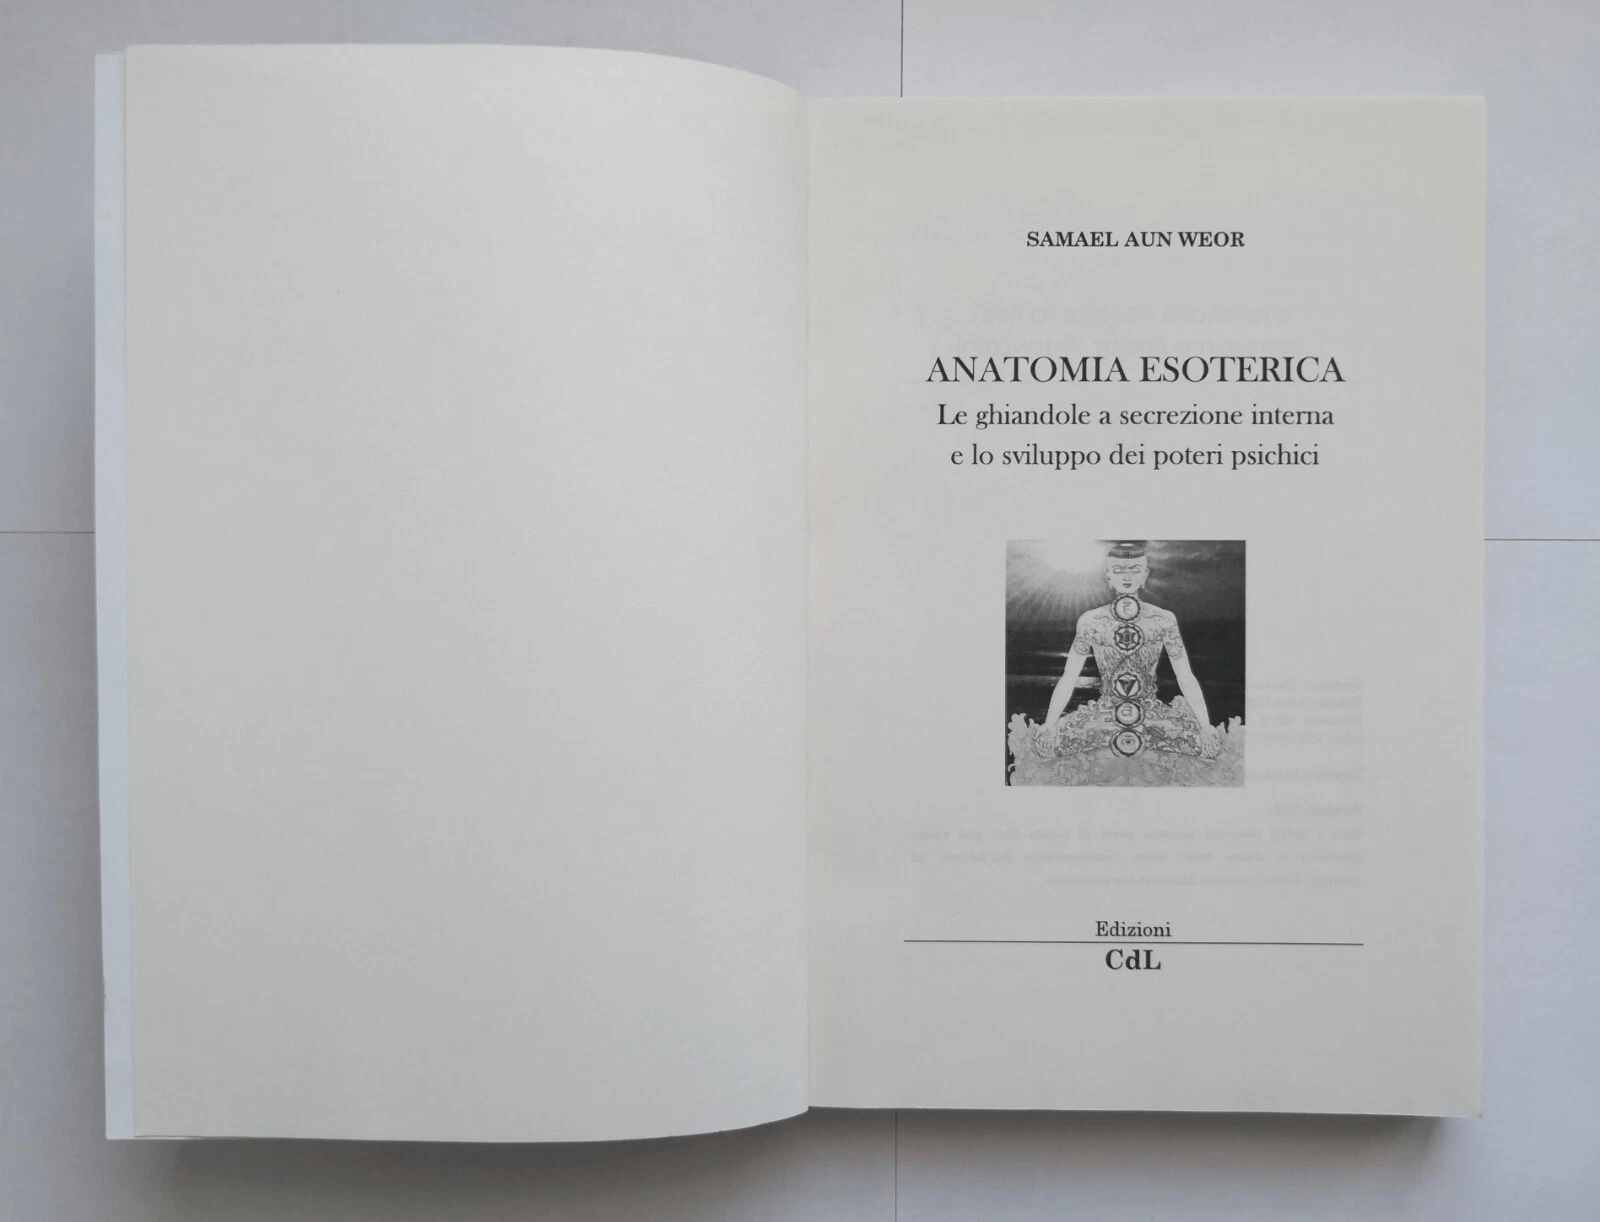 SAMAEL AUN WEOR
ANATOMIA ESOTERICA
Le ghiandole a secrezione interna
e lo sviluppo dei poteri psichici
Edizioni
CdL